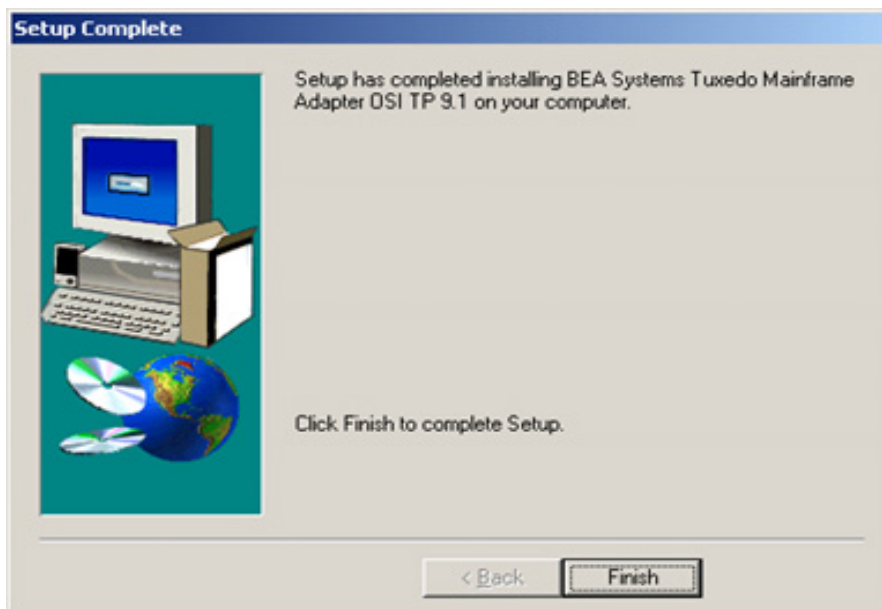 Setup Complete
Setup has completed installing BEA Systems Tuxedo Mainframe
Adapter OSI TP 9.1 on your computer.
Click Finish to complete Setup.
< Back
Finish